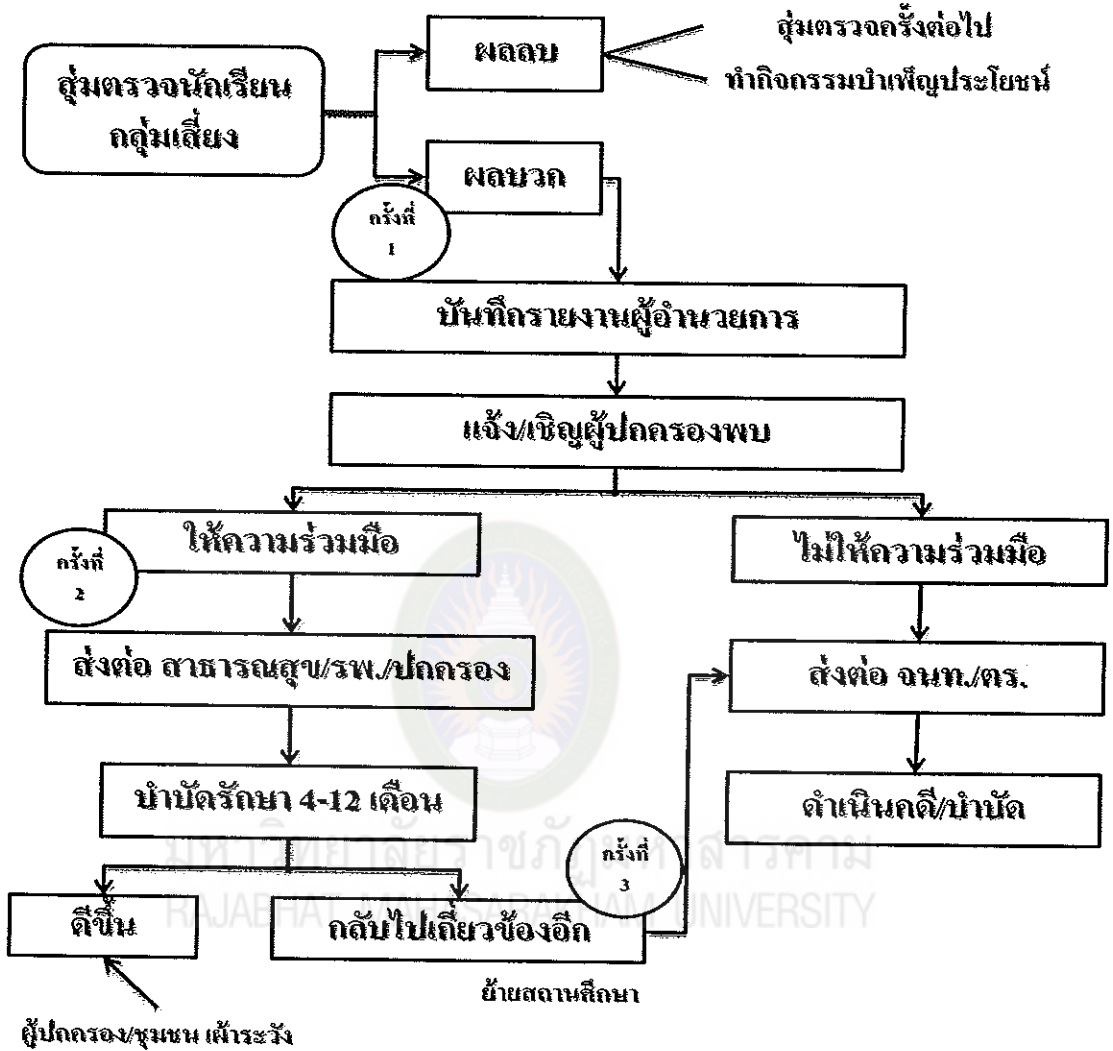 สุ่มตรวจครั้งต่อไป
ผลลบ
ทำกิจกรรมบำเพ็ญประโยชน์
สุ่มตรวจนักเรียน
กลุ่มเสี่ยง
ผลบวก
ครั้งที่
1
บันทึกรายงานผู้อำนวยการ
แจ้ง/เชิญผู้ปกครองพบ
ให้ความร่วมมือ
ไม่ให้ความร่วมมือ
ครั้งที่
2
ส่งต่อ สาธารณสุข/รพ./ปกครอง
ส่งต่อ จนท./ตร.
บำบัดรักษา 4-12 เดือน
ดำเนินคดี/บำบัด
มหาวิทยาลัยราชภัฏมหาสารคาม
RAJABHAT MAHASARAKHAM UNIVERSITY
ครั้งที่
3
ดีขึ้น
กลับไปเกี่ยวข้องอีก
ย้ายสถานศึกษา
ผู้ปกครอง/ชุมชน เฝ้าระวัง